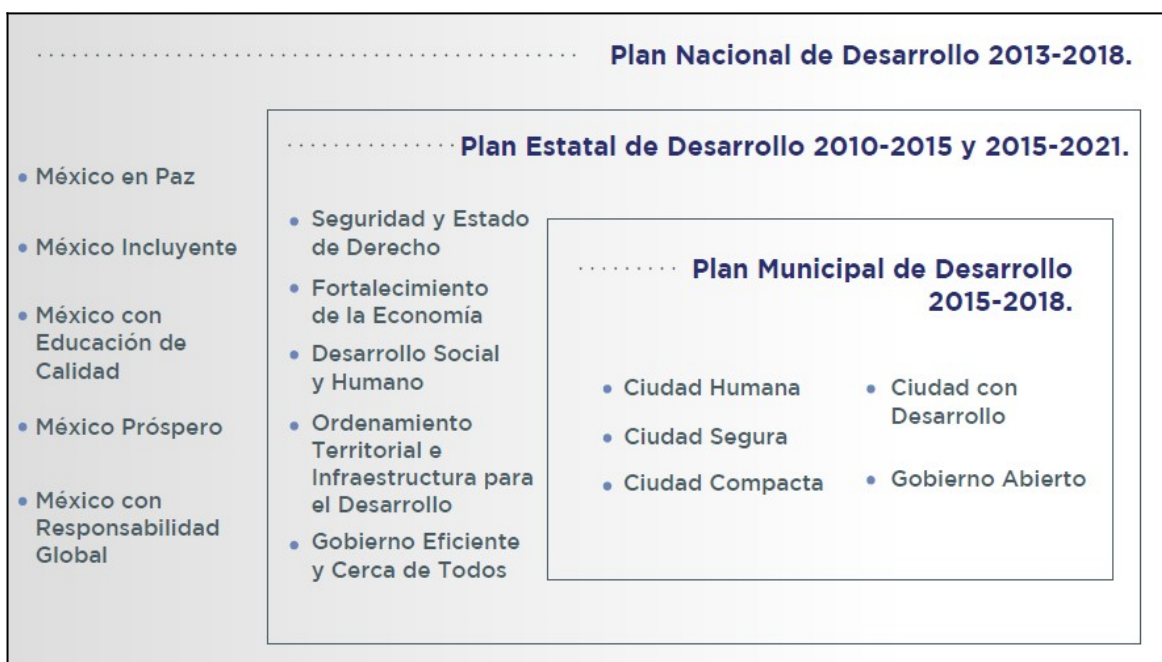 Plan Nacional de Desarrollo 2013-2018.
Plan Estatal de Desarrollo 2010-2015 y 2015-2021.
• México en Paz
• México Incluyente
• México con
Educación de
Calidad
• México Próspero
• México con
Responsabilidad
Global
• Seguridad y Estado
de Derecho
• Fortalecimiento
de la Economía
• Desarrollo Social
y Humano
• Ordenamiento
Territorial e
Infraestructura para
el Desarrollo
• Gobierno Eficiente
y Cerca de Todos
Plan Municipal de Desarrollo
2015-2018.
• Ciudad Humana
• Ciudad Segura
• Ciudad Compacta
• Ciudad con
Desarrollo
• Gobierno Abierto